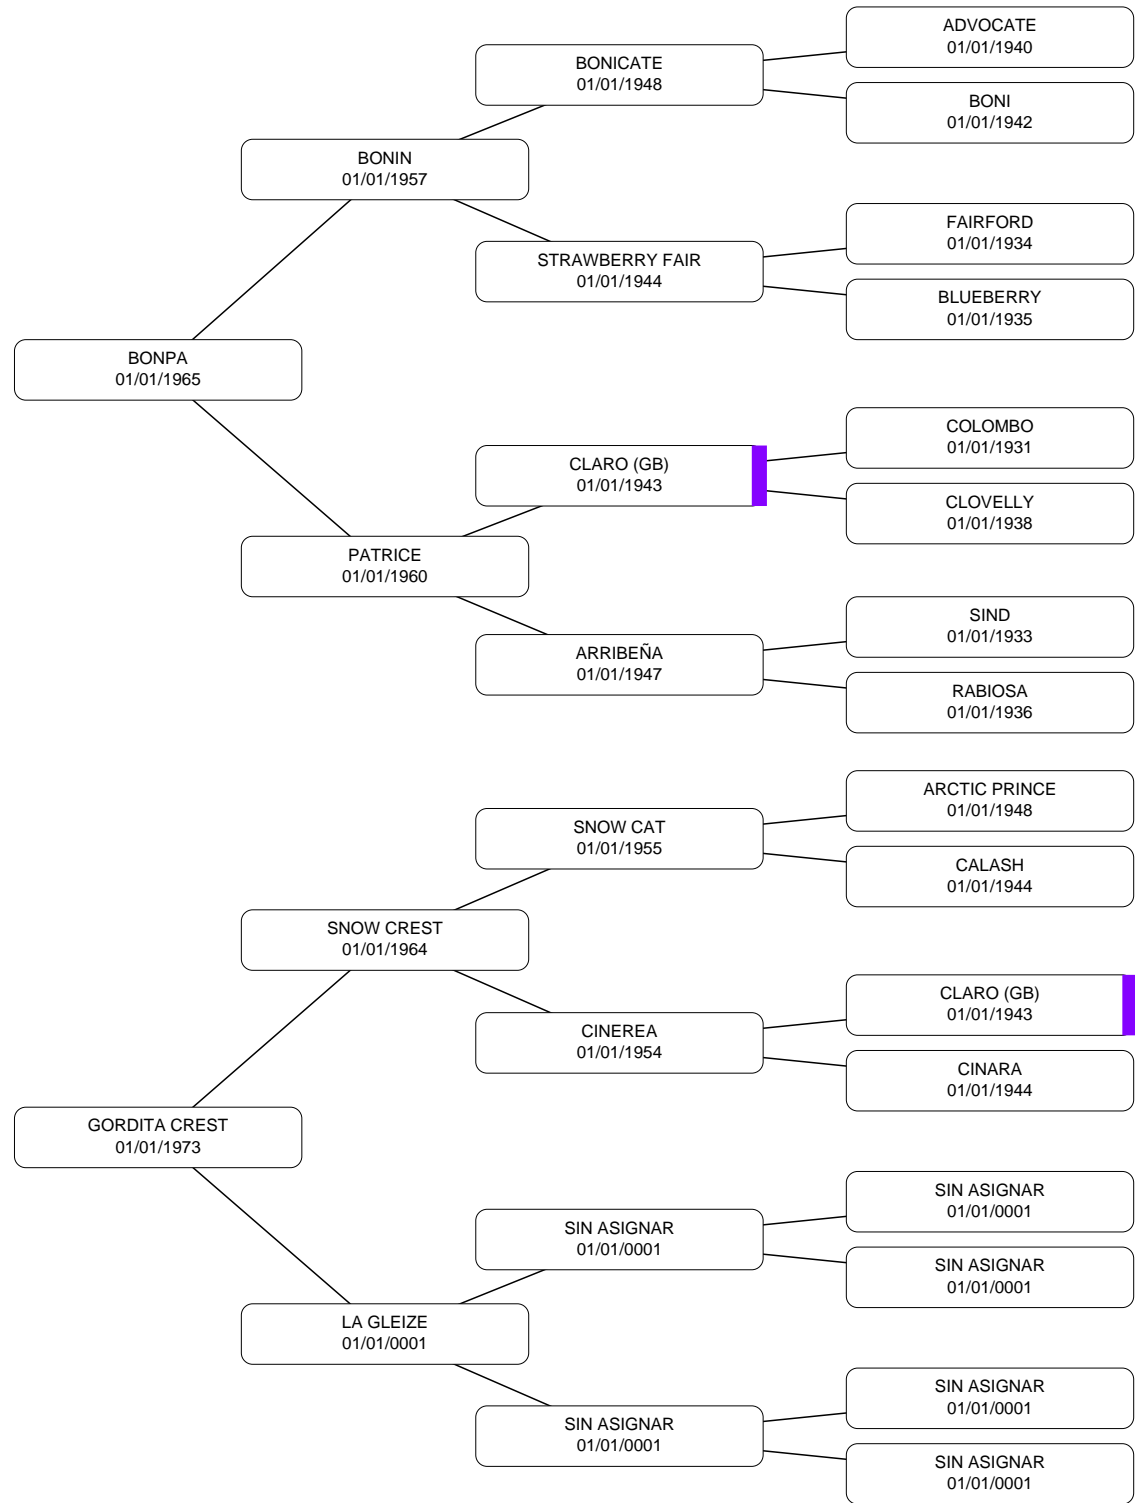 ADVOCATE
01/01/1940
BONICATE
01/01/1948
BONI
01/01/1942
BONIN
01/01/1957
FAIRFORD
01/01/1934
STRAWBERRY FAIR
01/01/1944
BLUEBERRY
01/01/1935
BONPA
01/01/1965
COLOMBO
01/01/1931
CLARO (GB)
01/01/1943
CLOVELLY
01/01/1938
PATRICE
01/01/1960
SIND
01/01/1933
ARRIBEÑA
01/01/1947
RABIOSA
01/01/1936
ARCTIC PRINCE
01/01/1948
SNOW CAT
01/01/1955
CALASH
01/01/1944
SNOW CREST
01/01/1964
CLARO (GB)
01/01/1943
CINEREA
01/01/1954
CINARA
01/01/1944
GORDITA CREST
01/01/1973
SIN ASIGNAR
01/01/0001
SIN ASIGNAR
01/01/0001
SIN ASIGNAR
01/01/0001
LA GLEIZE
01/01/0001
SIN ASIGNAR
01/01/0001
SIN ASIGNAR
01/01/0001
SIN ASIGNAR
01/01/0001